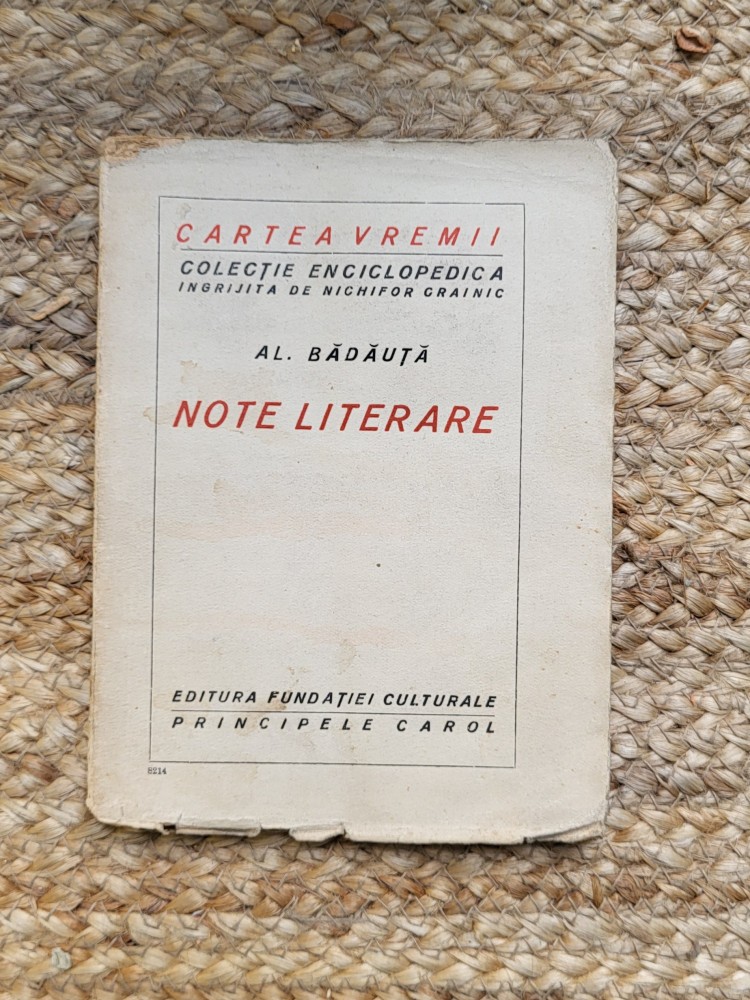 CARTEA VREMII
COLECȚIE ENCICLOPEDICA
INGRIJITA DE NICHIFOR CRAINIC
AL. BĂDĂUȚĂ
NOTE LITERARE
EDITURA FUNDAȚIEI CULTURALE
PRINCIPELE CAROL
8214